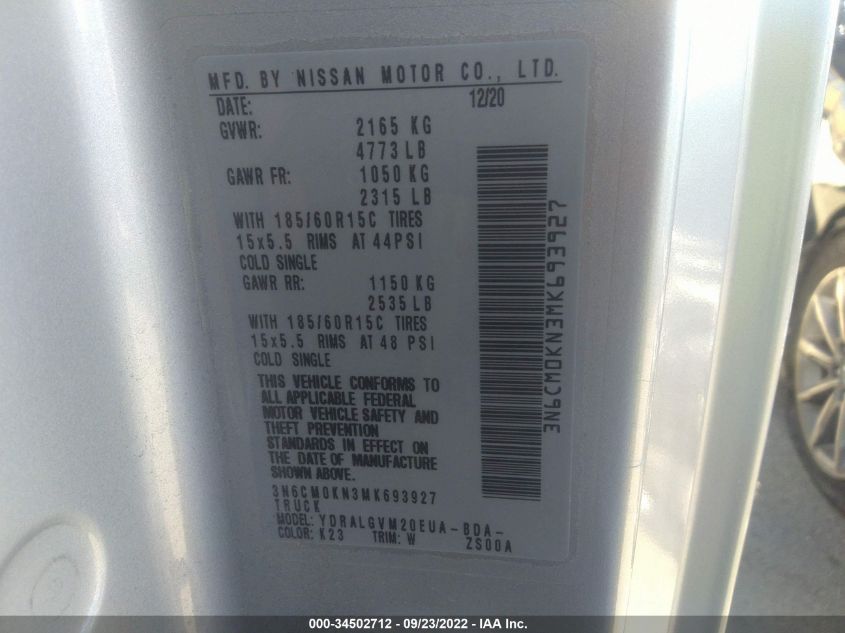 MFD. BY NISSAN MOTOR CO., LTD.
DATE: 12/20
GVWR: 2165 KG
4773 LB
GAWR FR: 1050 KG
2315 LB
WITH 185/60R15C TIRES
15x5.5 RIMS AT 44PSI
COLD SINGLE
GAWR RR: 1150 KG
2535 LB
WITH 185/60R15C TIRES
15x5.5 RIMS AT 48 PSI
COLD SINGLE
THIS VEHICLE CONFORMS TO
ALL APPLICABLE FEDERAL
MOTOR VEHICLE SAFETY AND
THEFT PREVENTION
STANDARDS IN EFFECT ON
THE DATE OF MANUFACTURE
SHOWN ABOVE.
3N6CM0KN3MK693927
TRUCK
MODEL: YDRALGVM20EUA-BDA-
COLOR: K23 TRIM: W ZS00A
3N6CM0KN3MK693927
000-34502712 - 09/23/2022 - IAA Inc.